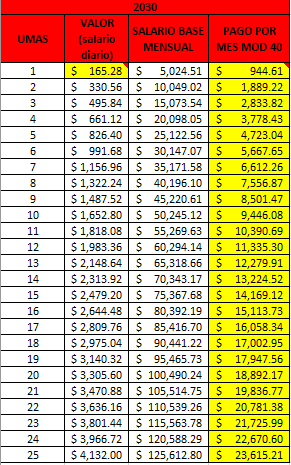 2030
UMAS VALOR (salario diario) SALARIO BASE MENSUAL PAGO POR MES MOD 40
1 $ 165.28 $ 5,024.51 $ 944.61
2 $ 330.56 $ 10,049.02 $ 1,889.22
3 $ 495.84 $ 15,073.54 $ 2,833.82
4 $ 661.12 $ 20,098.05 $ 3,778.43
5 $ 826.40 $ 25,122.56 $ 4,723.04
6 $ 991.68 $ 30,147.07 $ 5,667.65
7 $ 1,156.96 $ 35,171.58 $ 6,612.26
8 $ 1,322.24 $ 40,196.10 $ 7,556.87
9 $ 1,487.52 $ 45,220.61 $ 8,501.47
10 $ 1,652.80 $ 50,245.12 $ 9,446.08
11 $ 1,818.08 $ 55,269.63 $ 10,390.69
12 $ 1,983.36 $ 60,294.14 $ 11,335.30
13 $ 2,148.64 $ 65,318.66 $ 12,279.91
14 $ 2,313.92 $ 70,343.17 $ 13,224.52
15 $ 2,479.20 $ 75,367.68 $ 14,169.12
16 $ 2,644.48 $ 80,392.19 $ 15,113.73
17 $ 2,809.76 $ 85,416.70 $ 16,058.34
18 $ 2,975.04 $ 90,441.22 $ 17,002.95
19 $ 3,140.32 $ 95,465.73 $ 17,947.56
20 $ 3,305.60 $ 100,490.24 $ 18,892.17
21 $ 3,470.88 $ 105,514.75 $ 19,836.77
22 $ 3,636.16 $ 110,539.26 $ 20,781.38
23 $ 3,801.44 $ 115,563.78 $ 21,725.99
24 $ 3,966.72 $ 120,588.29 $ 22,670.60
25 $ 4,132.00 $ 125,612.80 $ 23,615.21